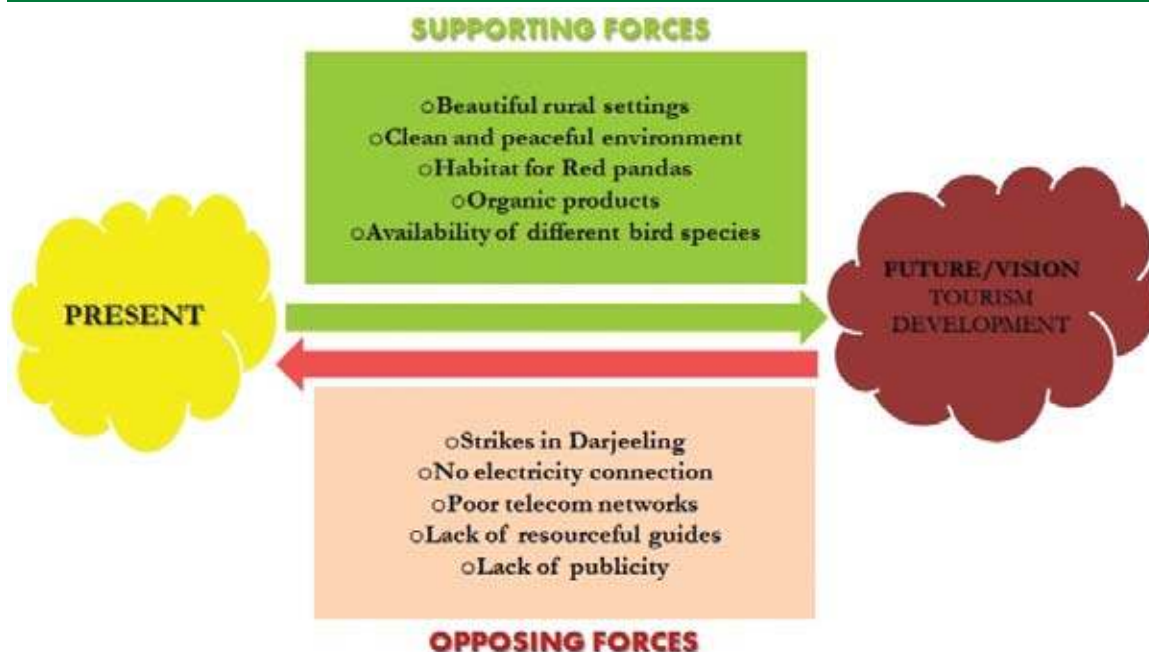 SUPPORTING FORCES
oBeautiful rural settings
oClean and peaceful environment
oHabitat for Red pandas
oOrganic products
oAvailability of different bird species
PRESENT
FUTURE/VISION
TOURISM
DEVELOPMENT
oStrikes in Darjeeling
oNo electricity connection
oPoor telecom networks
oLack of resourceful guides
oLack of publicity
OPPOSING FORCES